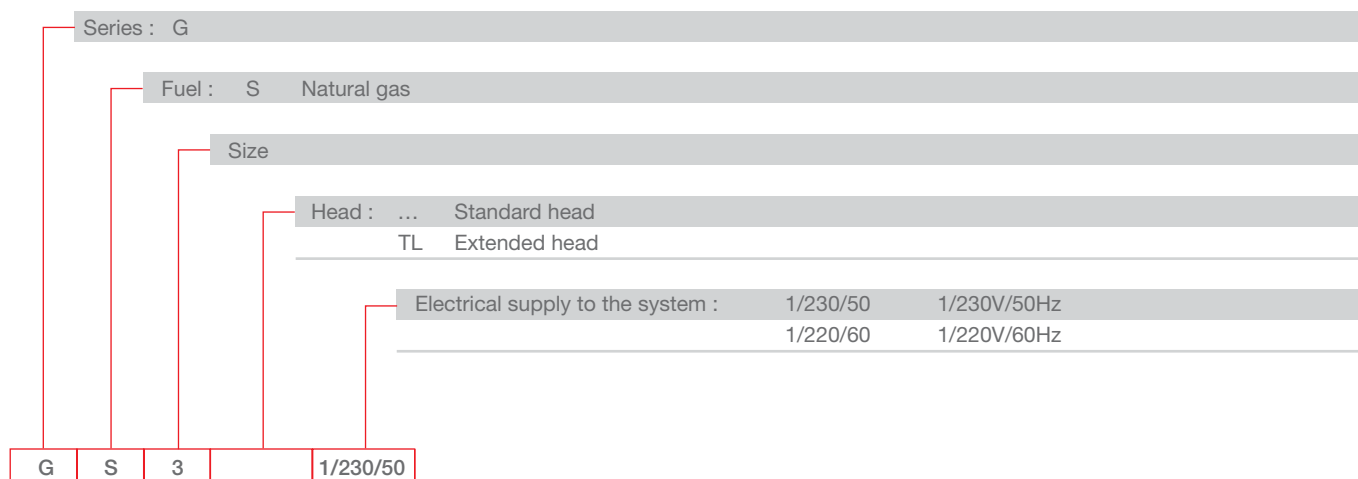 Series : G
Fuel : S Natural gas
Size
Head : … Standard head
TL Extended head
Electrical supply to the system : 1/230/50 1/230V/50Hz
1/220/60 1/220V/60Hz
G S 3 1/230/50